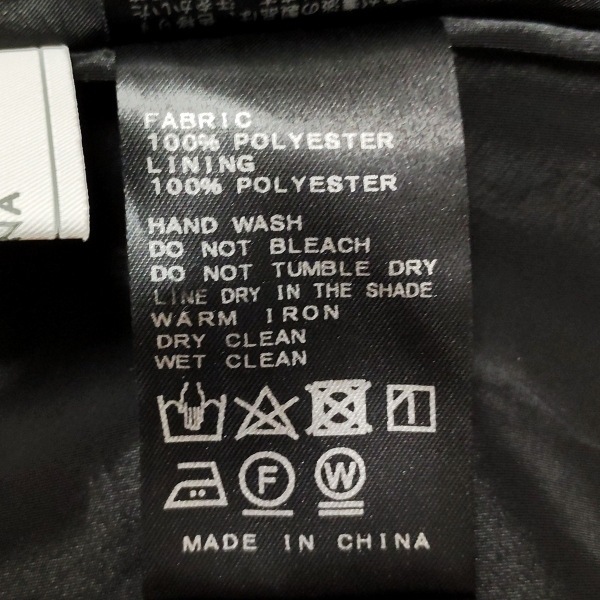 FABRIC
100% POLYESTER
LINING
100% POLYESTER
HAND WASH
DO NOT BLEACH
DO NOT TUMBLE DRY
LINE DRY IN THE SHADE
WARM IRON
DRY CLEAN
WET CLEAN
F
W
MADE IN CHINA